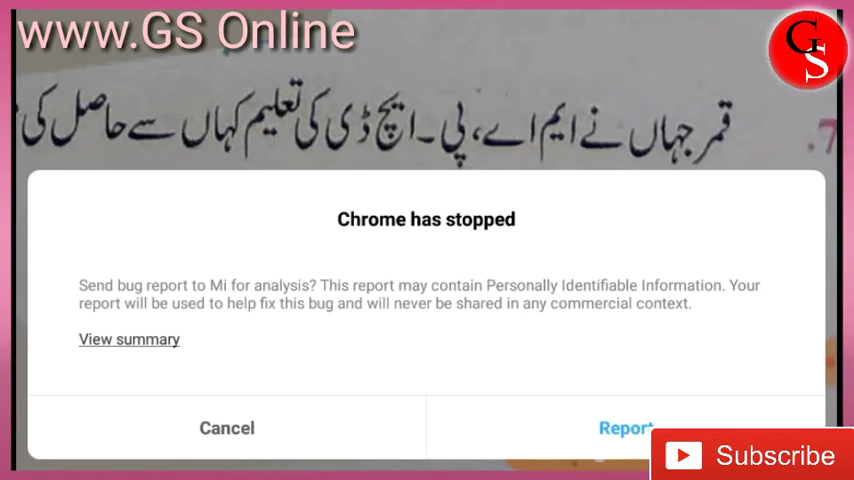 www.GS Online
GS
7. قمر جہاں نے ایم اے، پی۔ ایچ ڈی کی تعلیم کہاں سے حاصل کی
Chrome has stopped
Send bug report to Mi for analysis? This report may contain Personally Identifiable Information. Your
report will be used to help fix this bug and will never be shared in any commercial context.
View summary
Cancel
Report
Subscribe